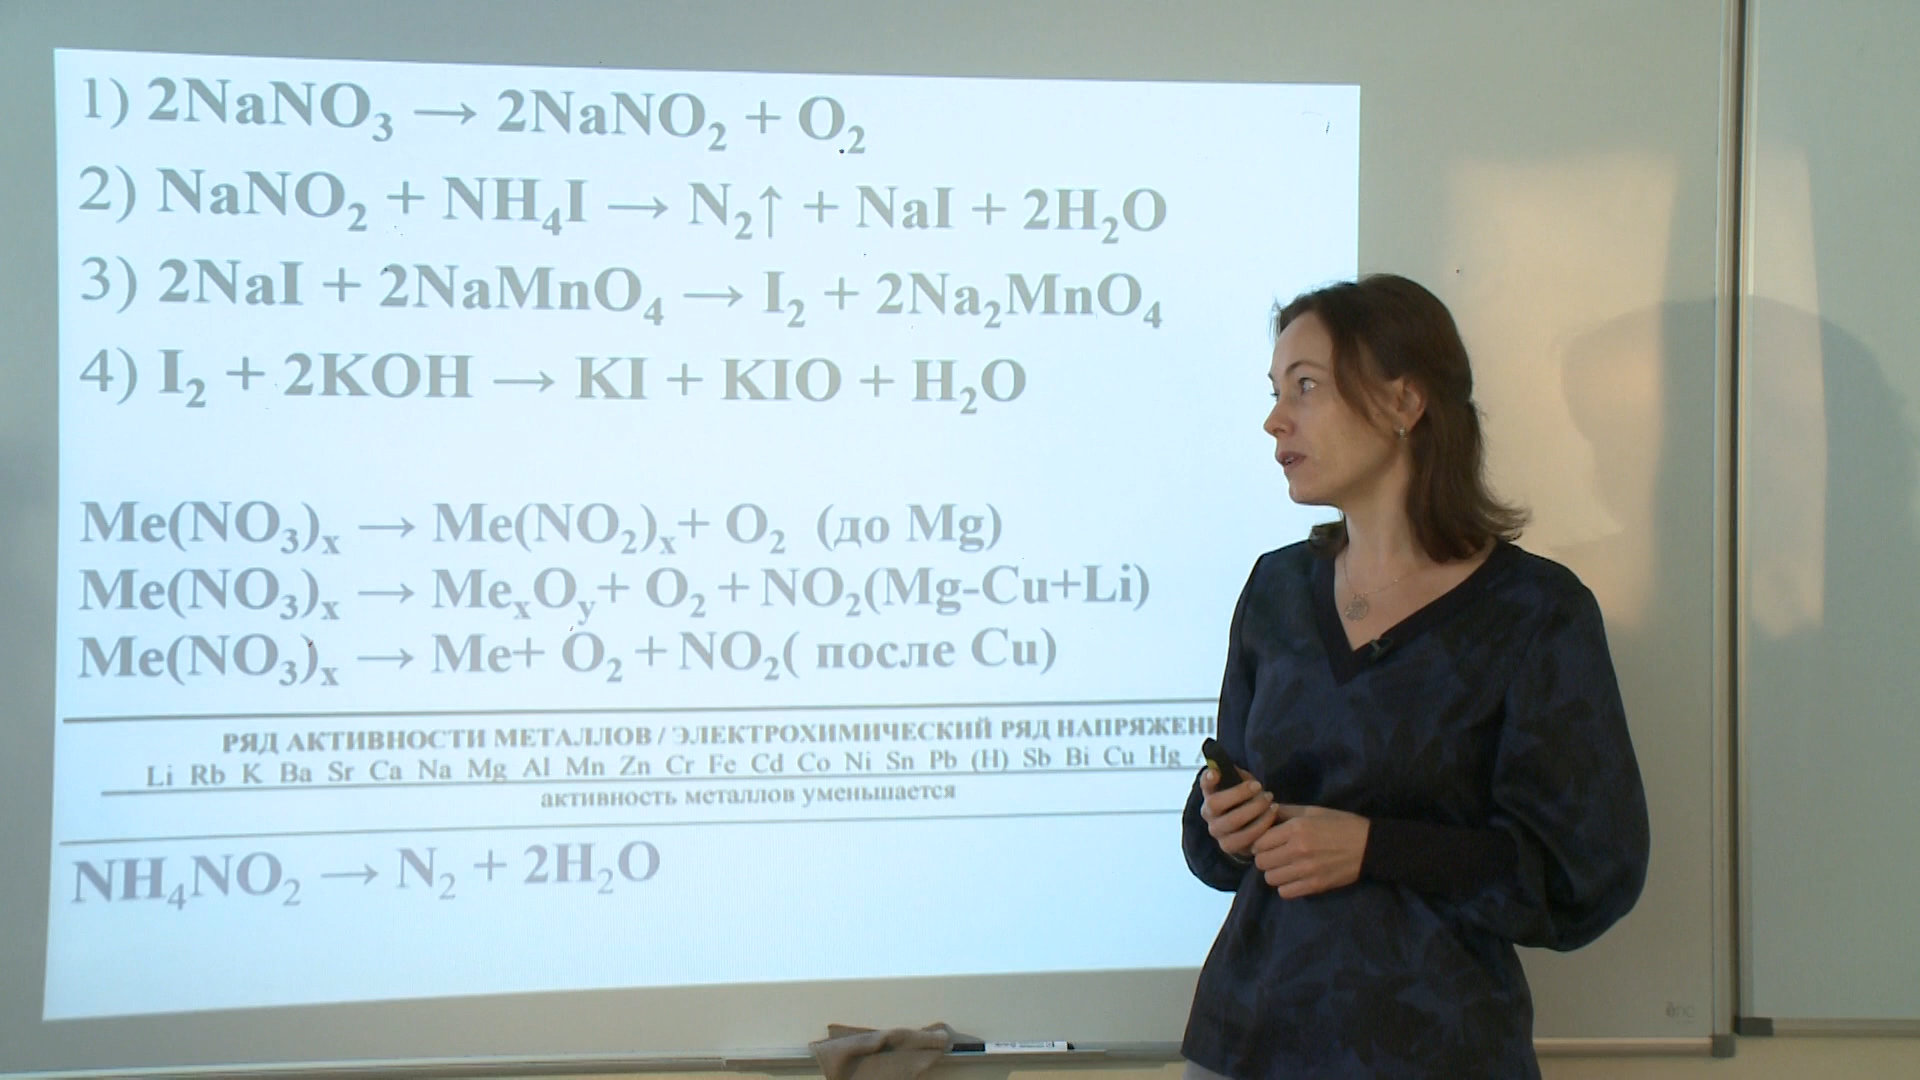 1) 2NaNO₃ → 2NaNO₂ + O₂
2) NaNO₂ + NH₄I → N₂↑ + NaI + 2H₂O
3) 2NaI + 2NaMnO₄ → I₂ + 2Na₂MnO₄
4) I₂ + 2KOH → KI + KIO + H₂O
Me(NO₃)ₓ → Me(NO₂)ₓ+ O₂ (до Mg)
Me(NO₃)ₓ → MeₓOᵧ+ O₂ + NO₂(Mg-Cu+Li)
Me(NO₃)ₓ → Me+ O₂ + NO₂( после Cu)
РЯД АКТИВНОСТИ МЕТАЛЛОВ / ЭЛЕКТРОХИМИЧЕСКИЙ РЯД
Li Rb K Ba Sr Ca Na Mg Al Mn Zn Cr Fe Cd Co Ni Sn Pb (H) Sb Bi Cu Hg
активность металлов уменьшается
NH₄NO₂ → N₂ + 2H₂O